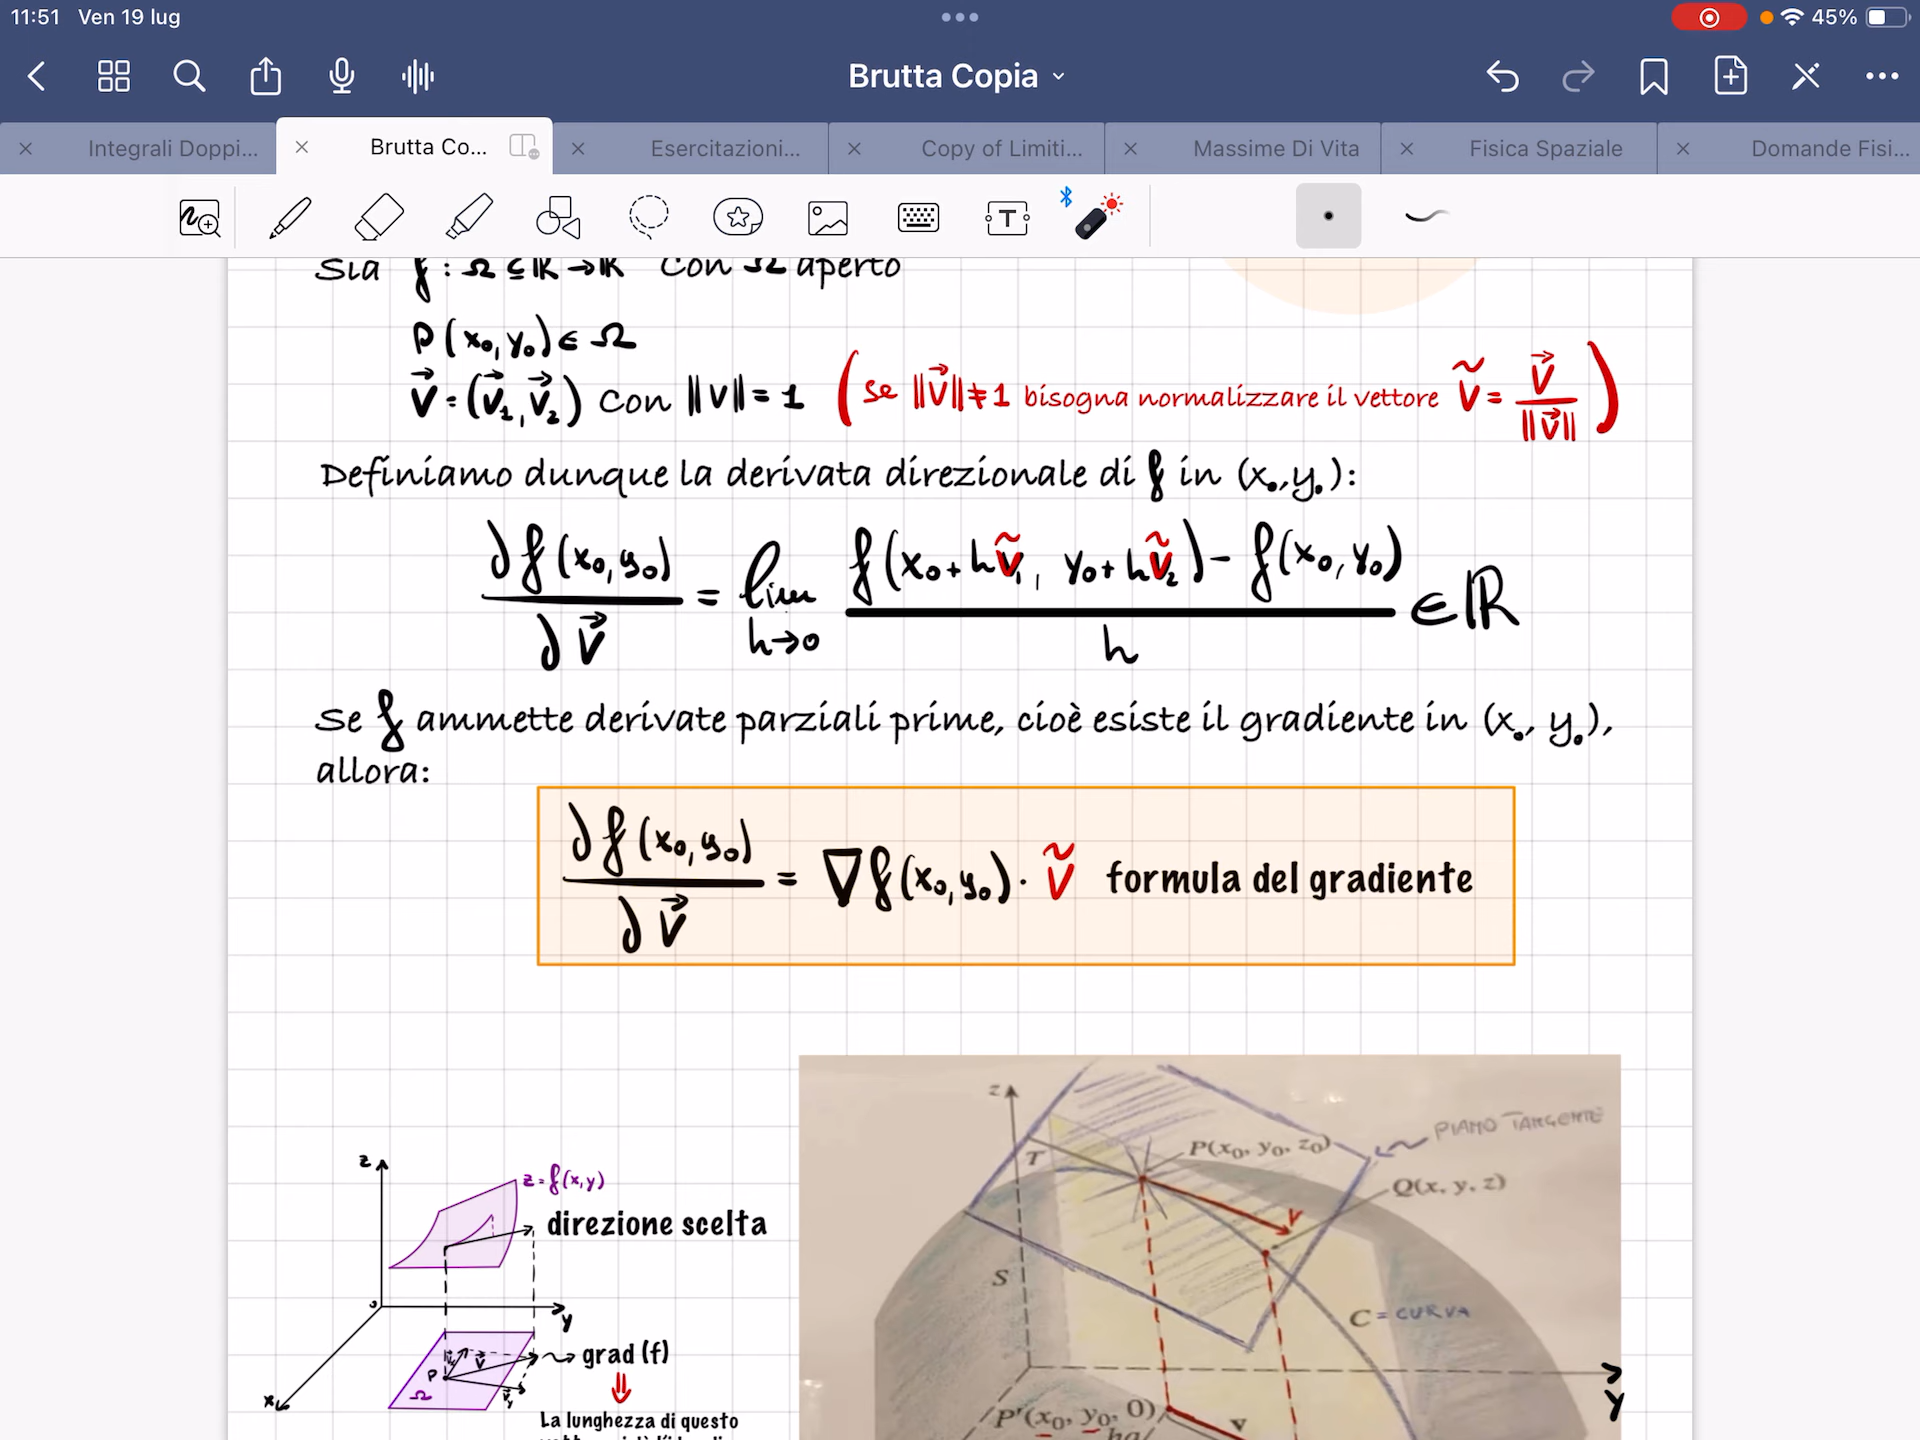 11:51 Ven 19 lug
45%
Brutta Copia
Integrali Doppi...
Brutta Co...
Esercitazioni...
Copy of Limiti...
Massime Di Vita
Fisica Spaziale
Domande Fisi...
T
Sia f : Ω ⊆ ℝ → ℝ con Ω aperto
P(x₀, y₀) ∈ Ω
v⃗ = (v⃗₁, v⃗₂) con ||v|| = 1 (se ||v⃗|| ≠ 1 bisogna normalizzare il vettore ṽ = v⃗ / ||v⃗||)
Definiamo dunque la derivata direzionale di f in (x₀, y₀):
∂f(x₀, y₀) / ∂v⃗ = lim h→0 f(x₀ + hṽ₁, y₀ + hṽ₂) - f(x₀, y₀) / h ∈ ℝ
Se f ammette derivate parziali prime, cioè esiste il gradiente in (x₀, y₀),
allora:
∂f(x₀, y₀) / ∂v⃗ = ∇f(x₀, y₀) · ṽ formula del gradiente
z
z = f(x,y)
direzione scelta
0
y
x
P
v⃗
Ω
grad (f)
La lunghezza di questo
z
PIANO TANGENTE
T
P(x₀, y₀, z₀)
Q(x, y, z)
v
S
C = CURVA
y
P'(x₀, y₀, 0)
v
ha